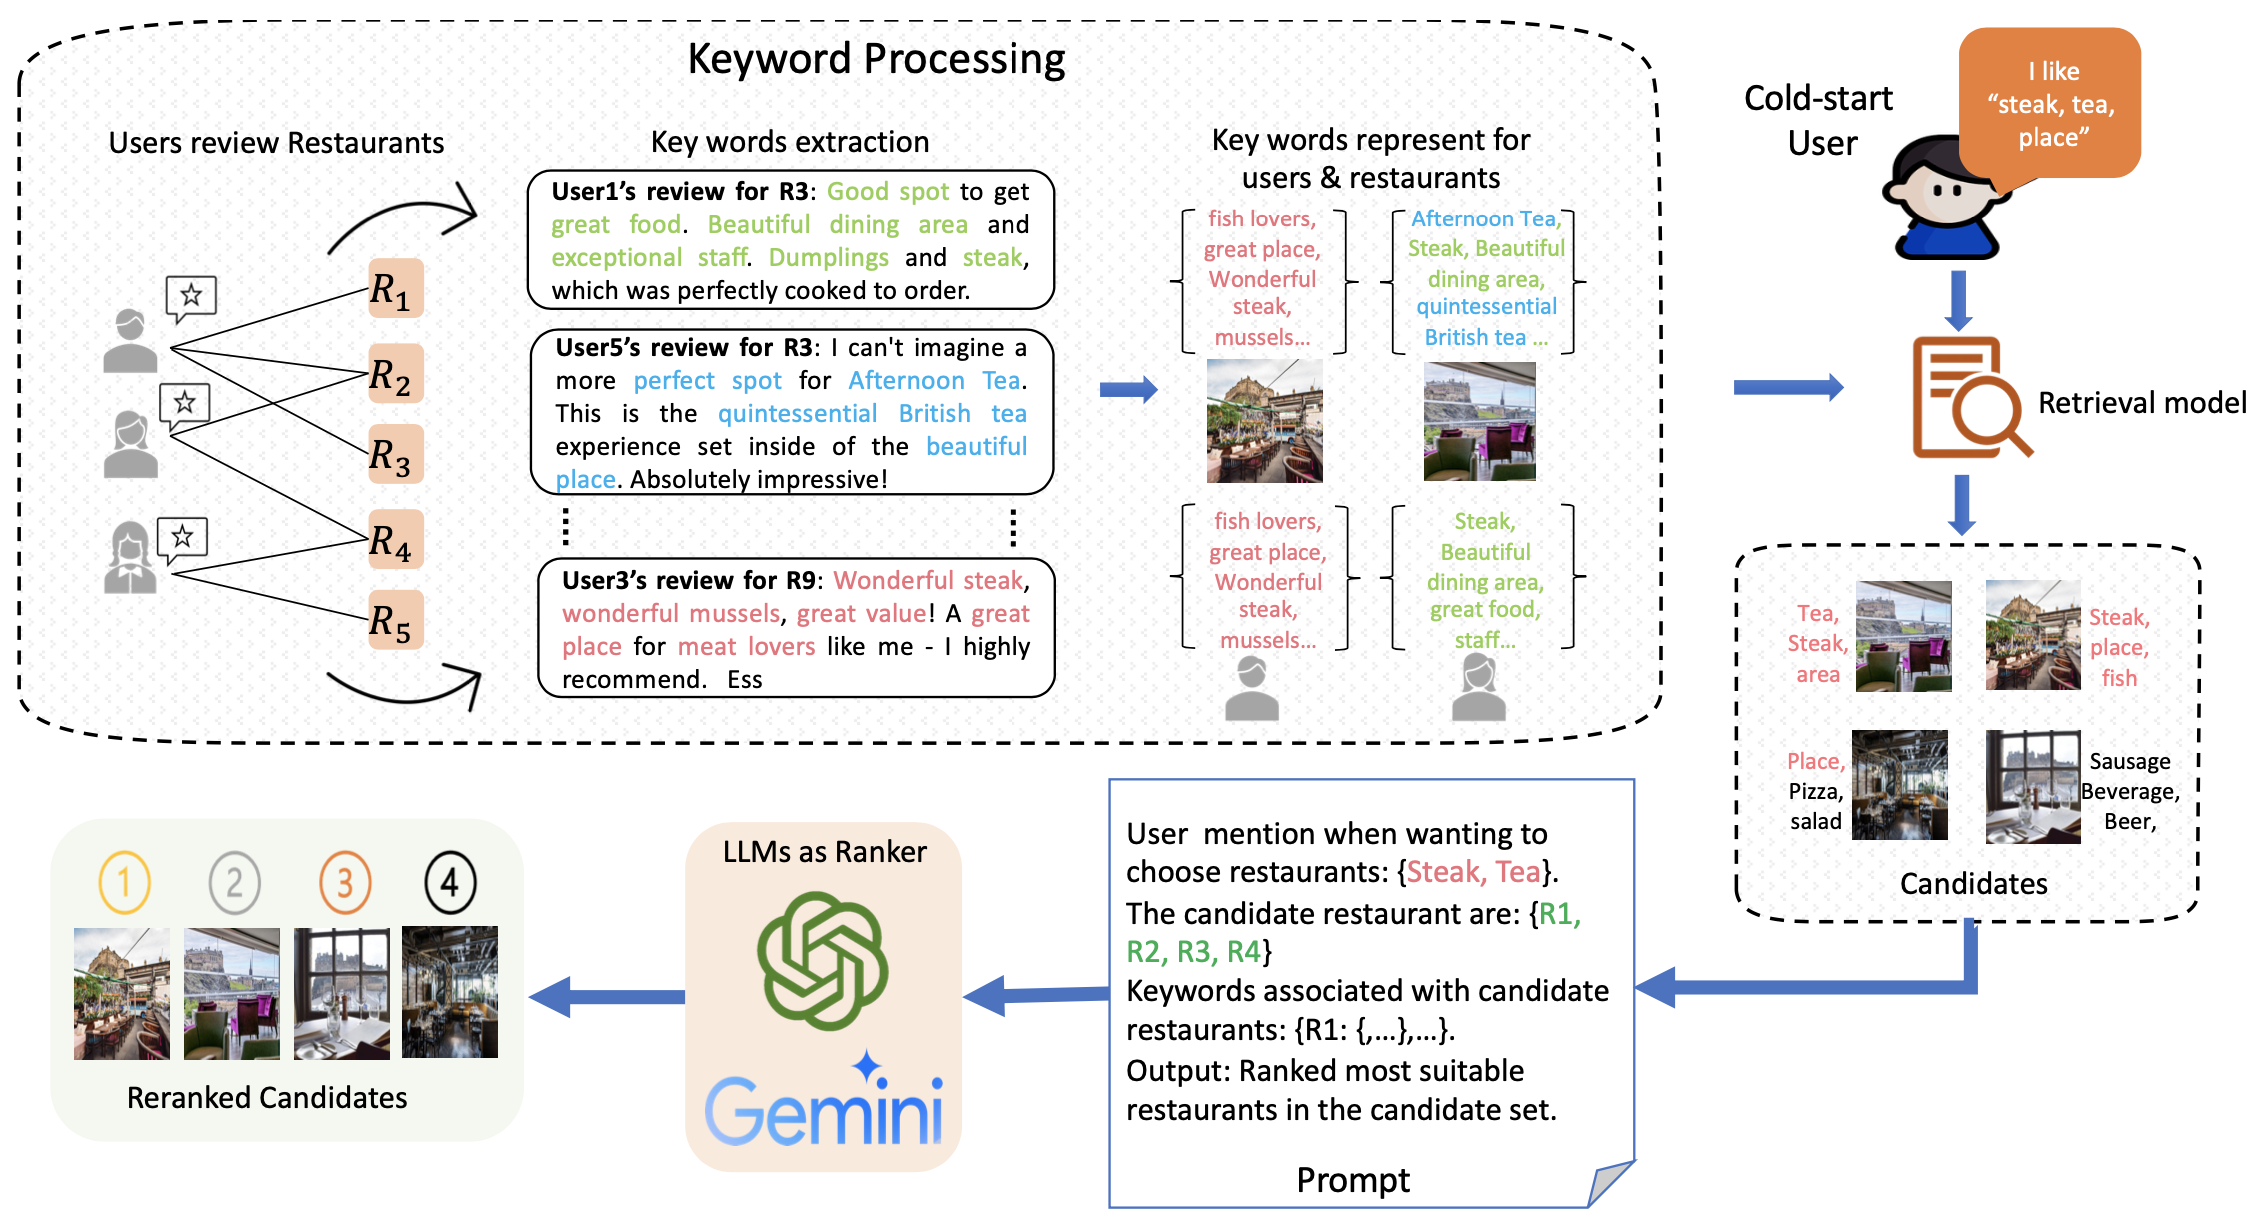 Keyword Processing
Users review Restaurants
R1
R2
R3
R4
R5
Key words extraction
User1's review for R3: Good spot to get
great food. Beautiful dining area and
exceptional staff. Dumplings and steak,
which was perfectly cooked to order.
User5's review for R3: I can't imagine a
more perfect spot for Afternoon Tea.
This is the quintessential British tea
experience set inside of the beautiful
place. Absolutely impressive!
User3's review for R9: Wonderful steak,
wonderful mussels, great value! A great
place for meat lovers like me - I highly
recommend. Ess
Key words represent for
users & restaurants
fish lovers,
great place,
Wonderful
steak,
mussels...
Afternoon Tea,
Steak, Beautiful
dining area,
quintessential
British tea ...
fish lovers,
great place,
Wonderful
steak,
mussels...
Steak,
Beautiful
dining area,
great food,
staff...
Cold-start
User
I like
“steak, tea,
place”
Retrieval model
Tea,
Steak,
area
Steak,
place,
fish
Place,
Pizza,
salad
Sausage
Beverage,
Beer,
Candidates
User mention when wanting to
choose restaurants: {Steak, Tea}.
The candidate restaurant are: {R1,
R2, R3, R4}
Keywords associated with candidate
restaurants: {R1: {,...},...}.
Output: Ranked most suitable
restaurants in the candidate set.
Prompt
LLMs as Ranker
Gemini
1
2
3
4
Reranked Candidates